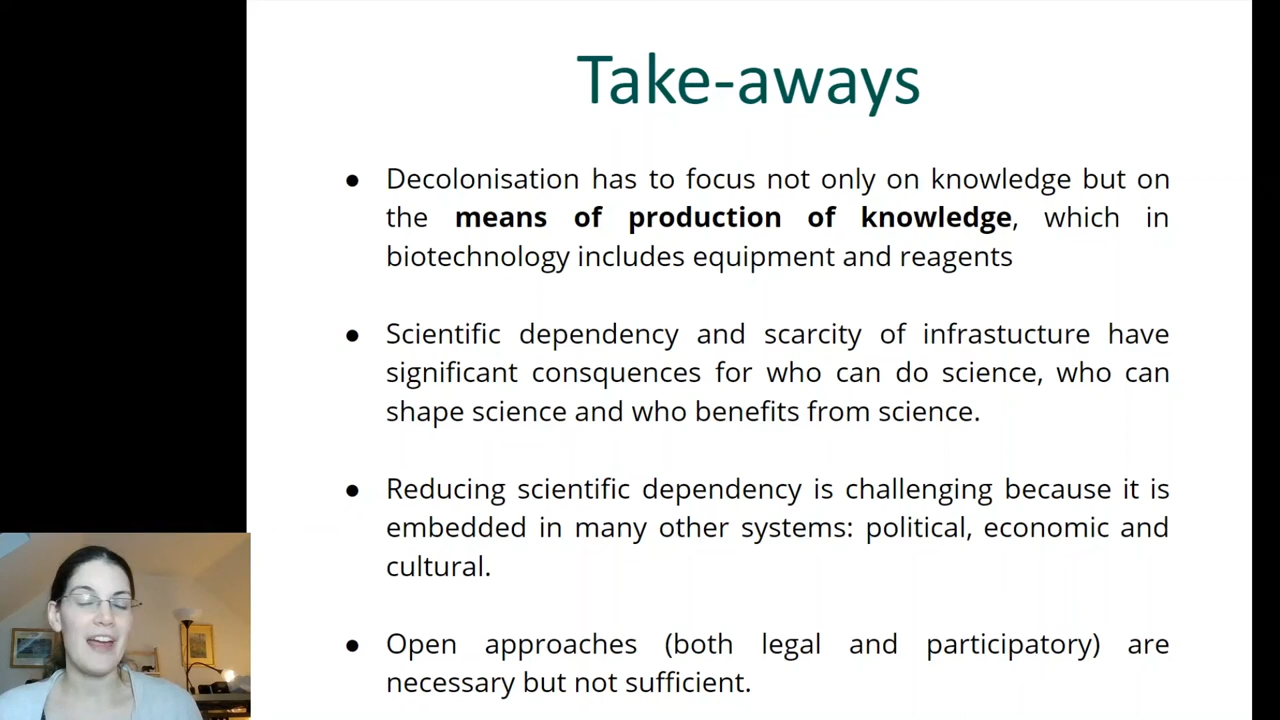 Take-aways
● Decolonisation has to focus not only on knowledge but on
the means of production of knowledge, which in
biotechnology includes equipment and reagents
● Scientific dependency and scarcity of infrastucture have
significant consquences for who can do science, who can
shape science and who benefits from science.
● Reducing scientific dependency is challenging because it is
embedded in many other systems: political, economic and
cultural.
● Open approaches (both legal and participatory) are
necessary but not sufficient.